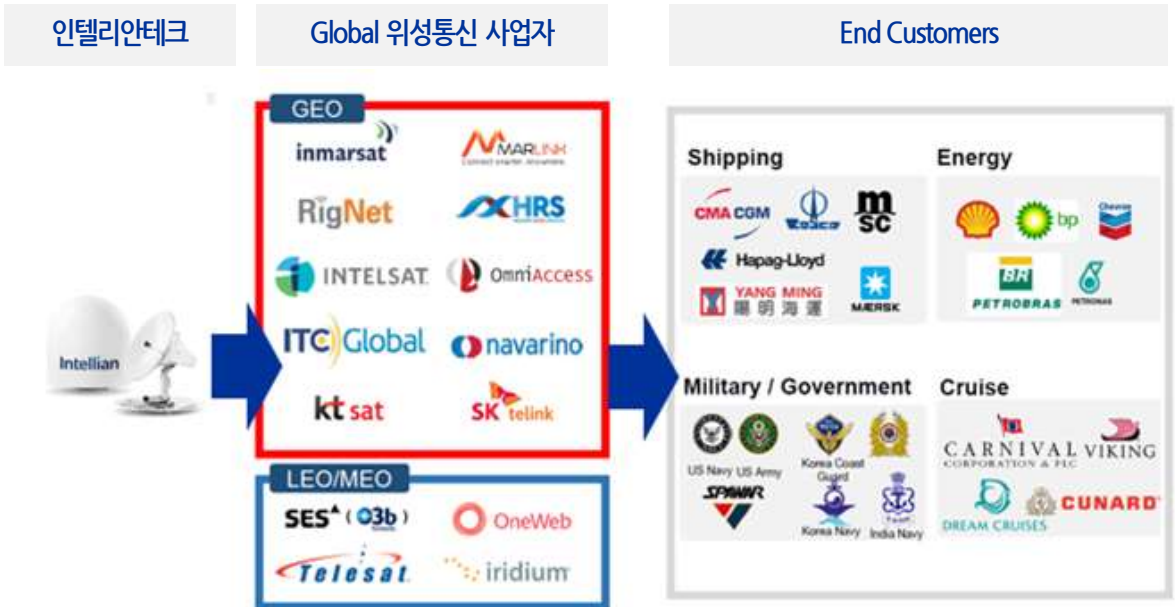 인텔리안테크
Global 위성통신 사업자
End Customers
Intellian
GEO
inmarsat
MARLINK
RigNet
HRS
INTELSAT
OmniAccess
ITC Global
navarino
kt sat
SK telink
LEO/MEO
SES (O3b)
OneWeb
Telesat
iridium
Shipping
CMA CGM
msc
Hapag-Lloyd
YANG MING
陽明海運
MAERSK
Energy
bp
Chevron
BR
PETROBRAS
PETRONAS
Military / Government
US Navy
US Army
Korea Coast
Guard
SPAWAR
Korea Navy
India Navy
Cruise
CARNIVAL
CORPORATION & PLC
VIKING
DREAM CRUISES
CUNARD